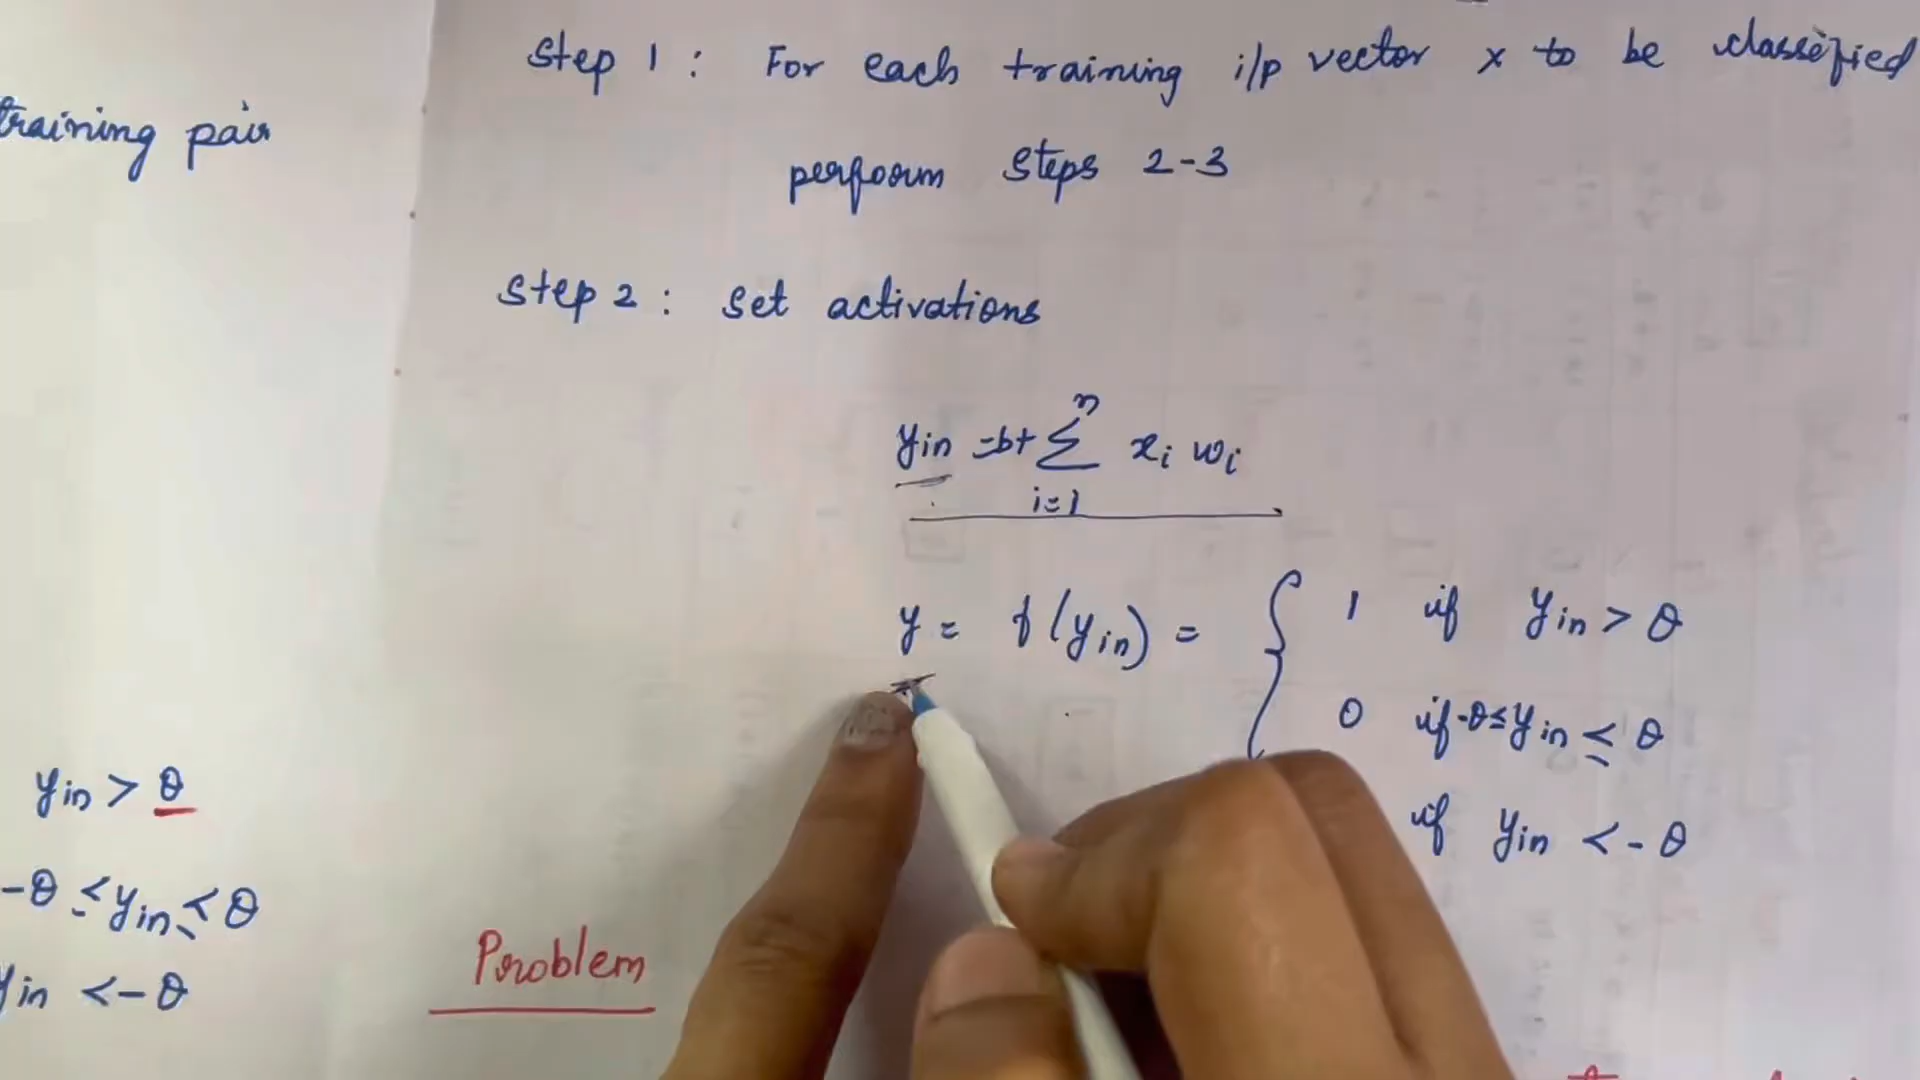 Step 1 : For each training i/p vector x to be classified
training pair
perform Steps 2-3
Step 2 : Set activations
yin = b+ n∑i=1 xi wi
y = f(yin) = { 1 if yin > θ
0 if -θ ≤ yin ≤ θ
if yin < -θ
yin > θ
-θ ≤ yin ≤ θ
yin < -θ
Problem